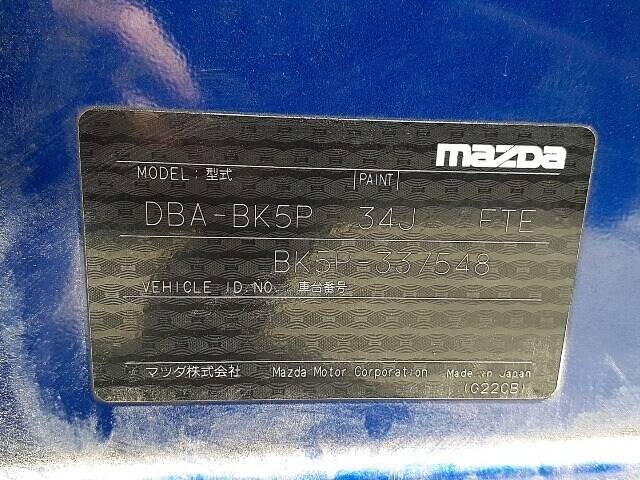 mazda
MODEL : 型式 |PAINT|
DBA-BK5P 34J FTE
BK5P-337548
VEHICLE ID.NO. : 車台番号
マツダ株式会社 Mazda Motor Corporation Made in Japan
(G22CB)